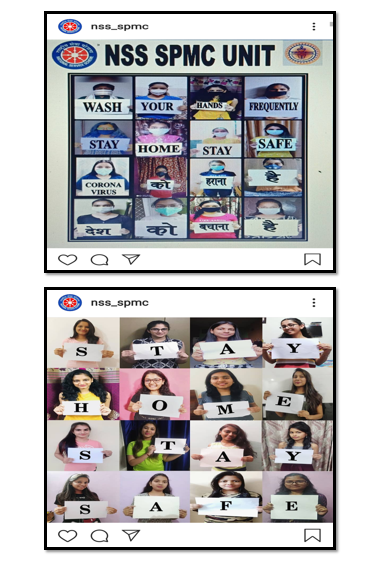 nss_spmc
NSS SPMC UNIT
WASH YOUR HANDS FREQUENTLY
STAY HOME STAY SAFE
CORONA VIRUS को हराना है
देश को बचाना है
nss_spmc
S T A Y
H O M E
S T A Y
S A F E